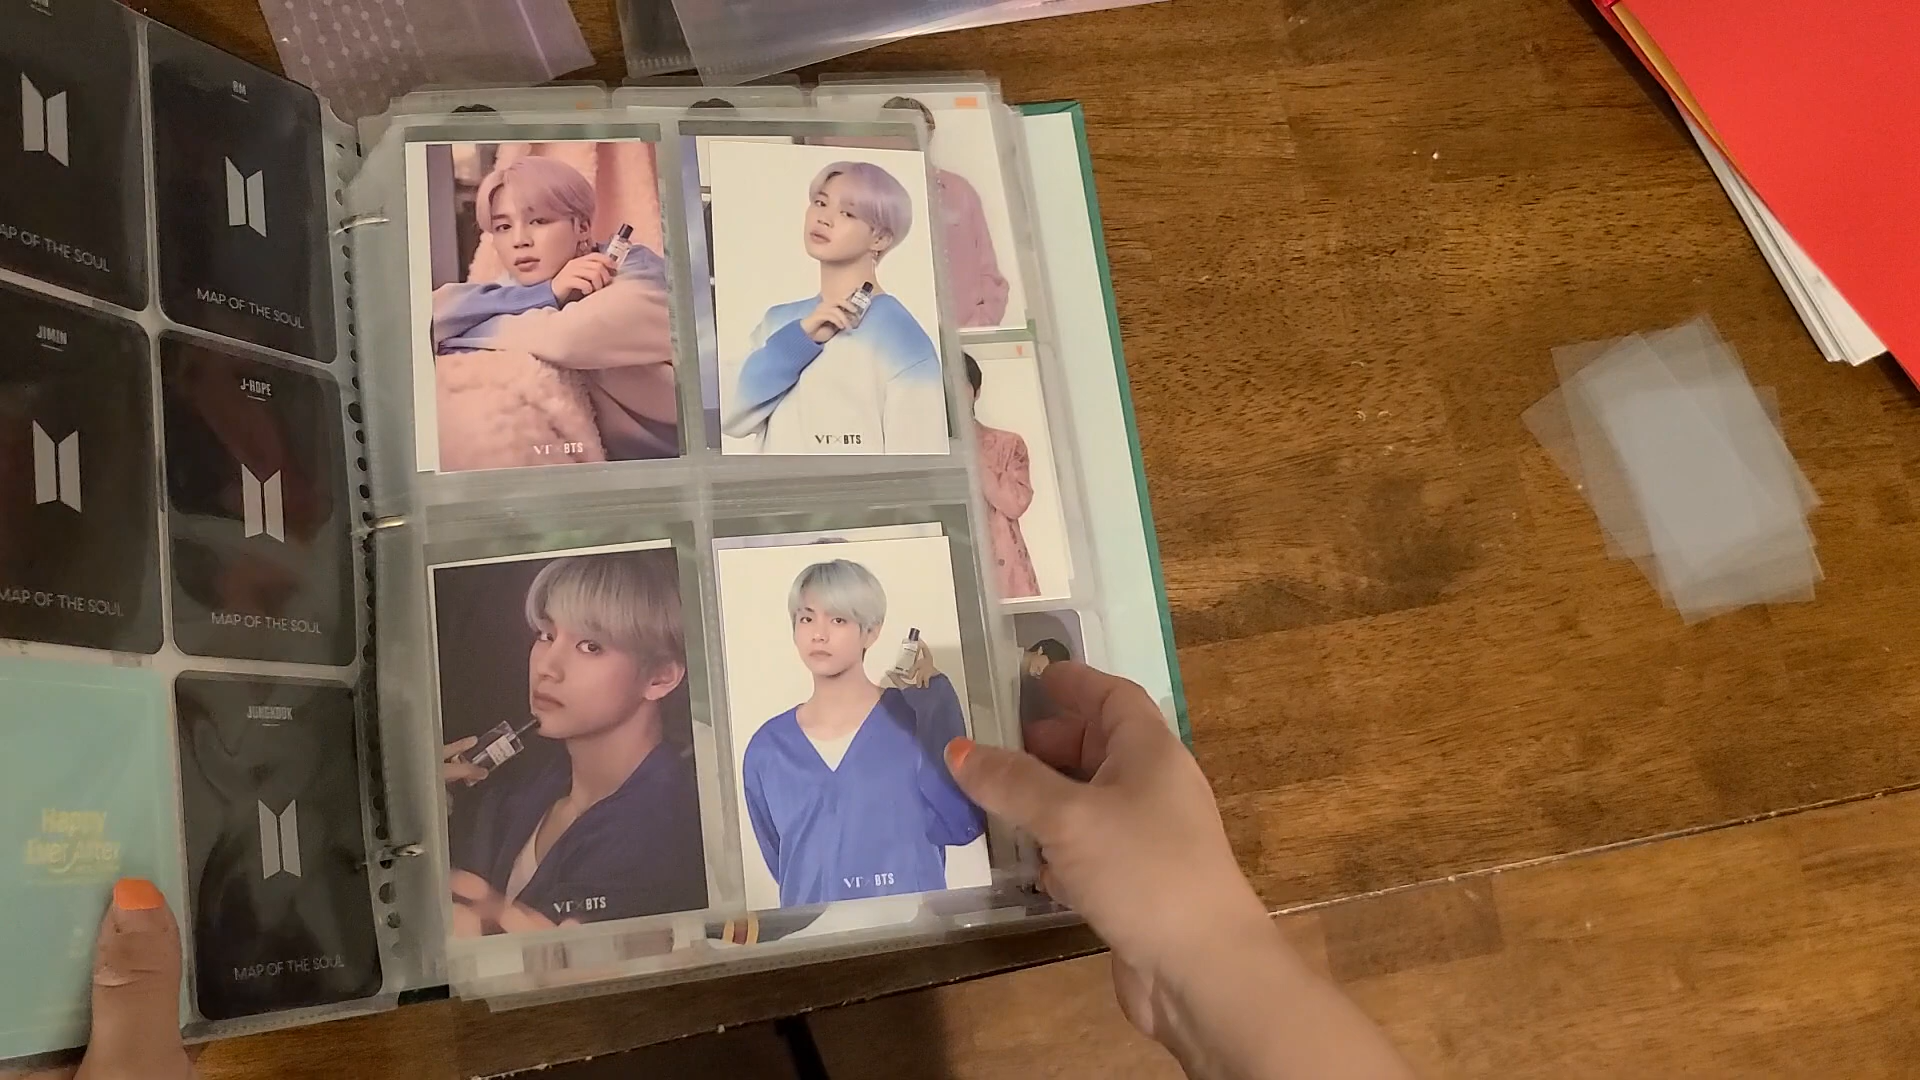 RM
MAP OF THE SOUL
MAP OF THE SOUL
JIMIN
J-HOPE
MAP OF THE SOUL
MAP OF THE SOUL
JUNGKOOK
MAP OF THE SOUL
Happy
Ever After
VT×BTS
VT×BTS
VT×BTS
VT×BTS